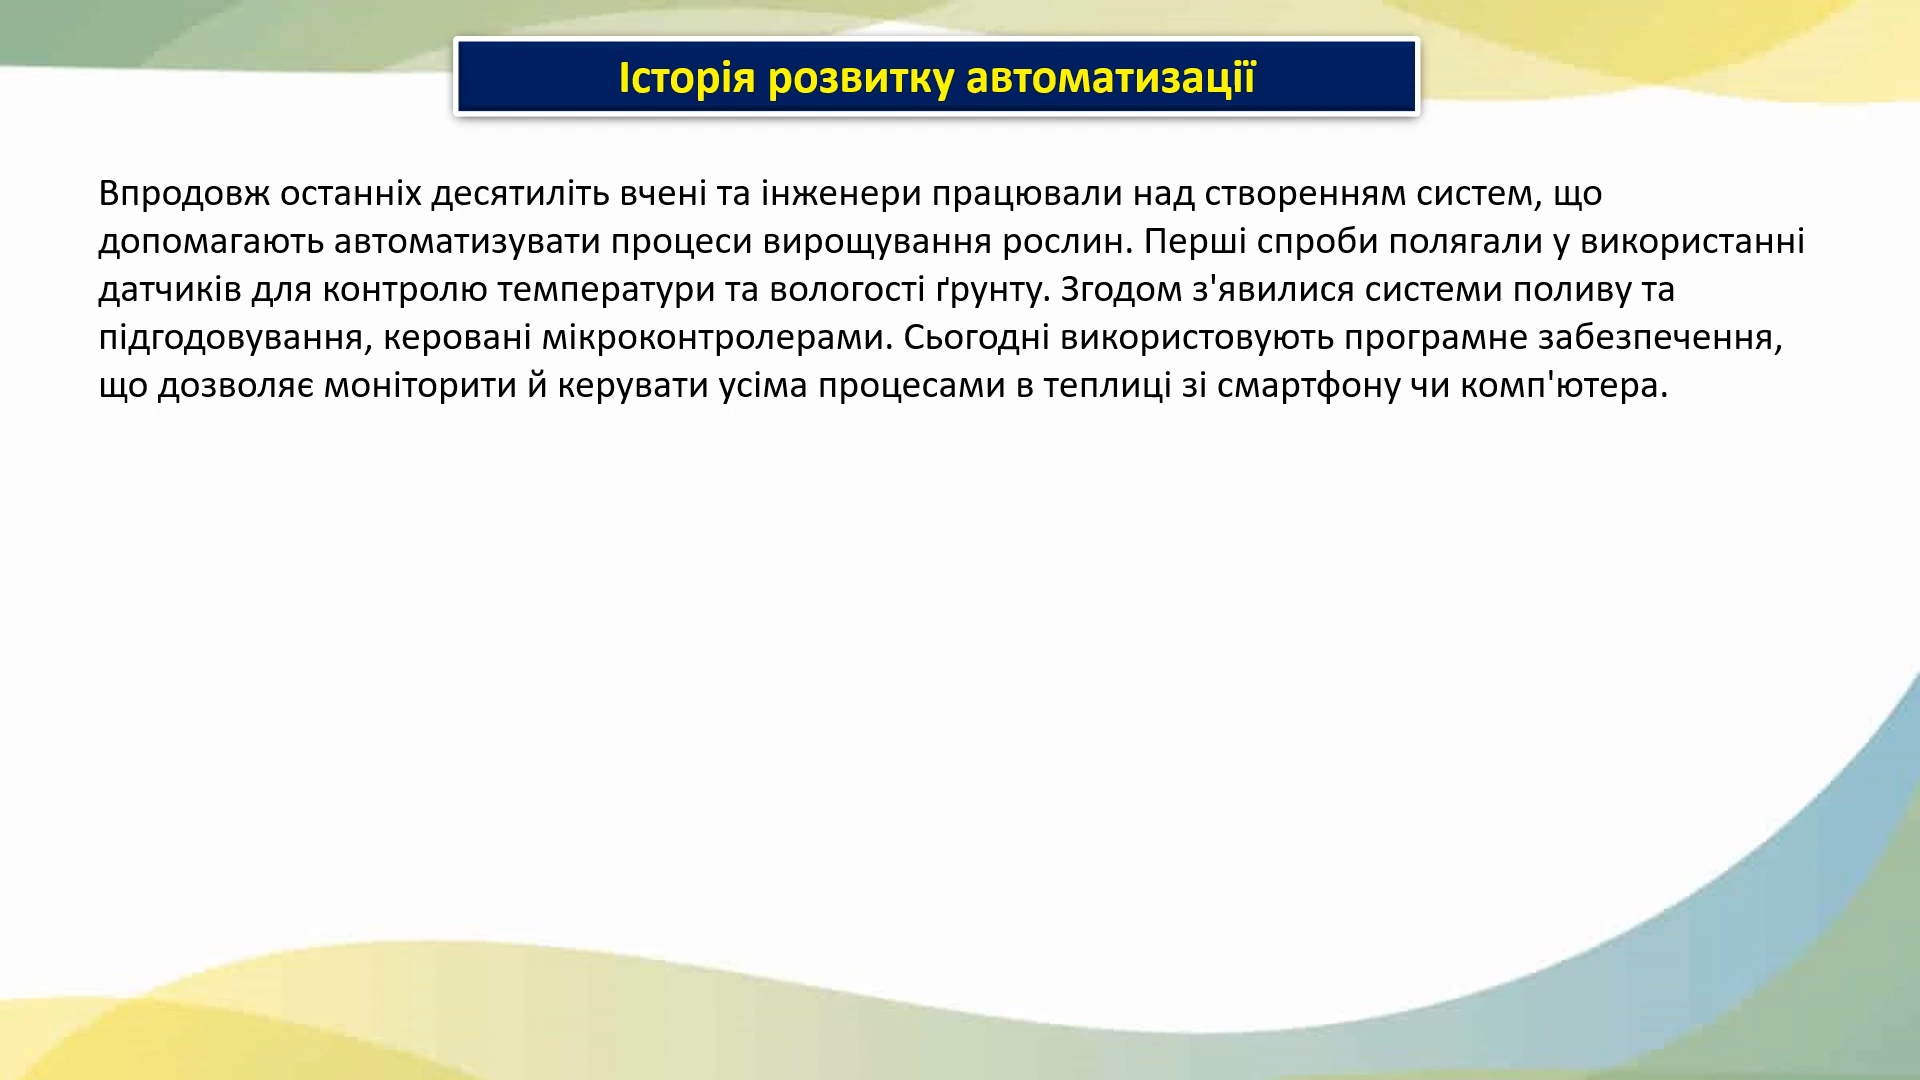 Історія розвитку автоматизації
Впродовж останніх десятиліть вчені та інженери працювали над створенням систем, що
допомагають автоматизувати процеси вирощування рослин. Перші спроби полягали у використанні
датчиків для контролю температури та вологості ґрунту. Згодом з'явилися системи поливу та
підгодовування, керовані мікроконтролерами. Сьогодні використовують програмне забезпечення,
що дозволяє моніторити й керувати усіма процесами в теплиці зі смартфону чи комп'ютера.